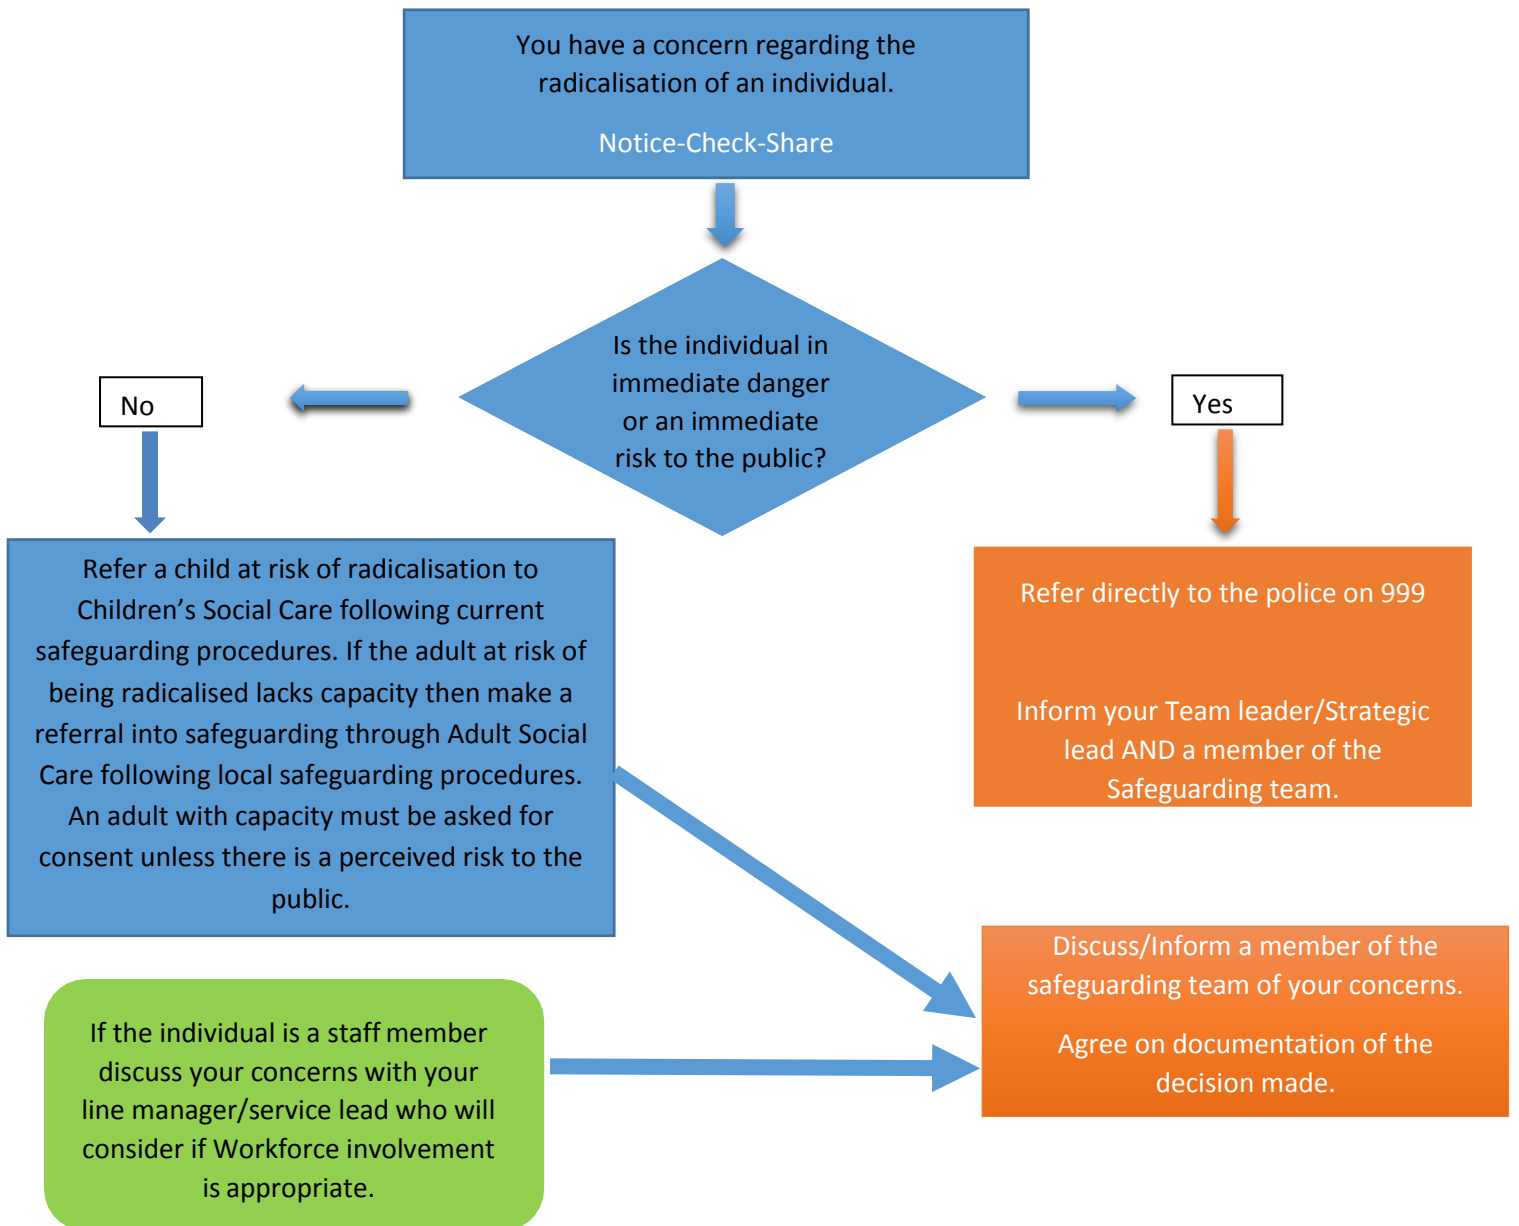 You have a concern regarding the
radicalisation of an individual.
Notice-Check-Share
Is the individual in
immediate danger
or an immediate
risk to the public?
No
Yes
Refer a child at risk of radicalisation to
Children’s Social Care following current
safeguarding procedures. If the adult at risk of
being radicalised lacks capacity then make a
referral into safeguarding through Adult Social
Care following local safeguarding procedures.
An adult with capacity must be asked for
consent unless there is a perceived risk to the
public.
Refer directly to the police on 999
Inform your Team leader/Strategic
lead AND a member of the
Safeguarding team.
Discuss/Inform a member of the
safeguarding team of your concerns.
Agree on documentation of the
decision made.
If the individual is a staff member
discuss your concerns with your
line manager/service lead who will
consider if Workforce involvement
is appropriate.